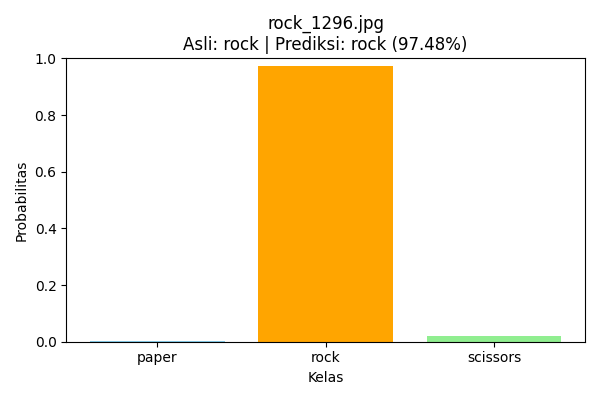 rock_1296.jpg
Asli: rock | Prediksi: rock (97.48%)
1.0
0.8
0.6
0.4
0.2
0.0
Probabilitas
paper
rock
scissors
Kelas